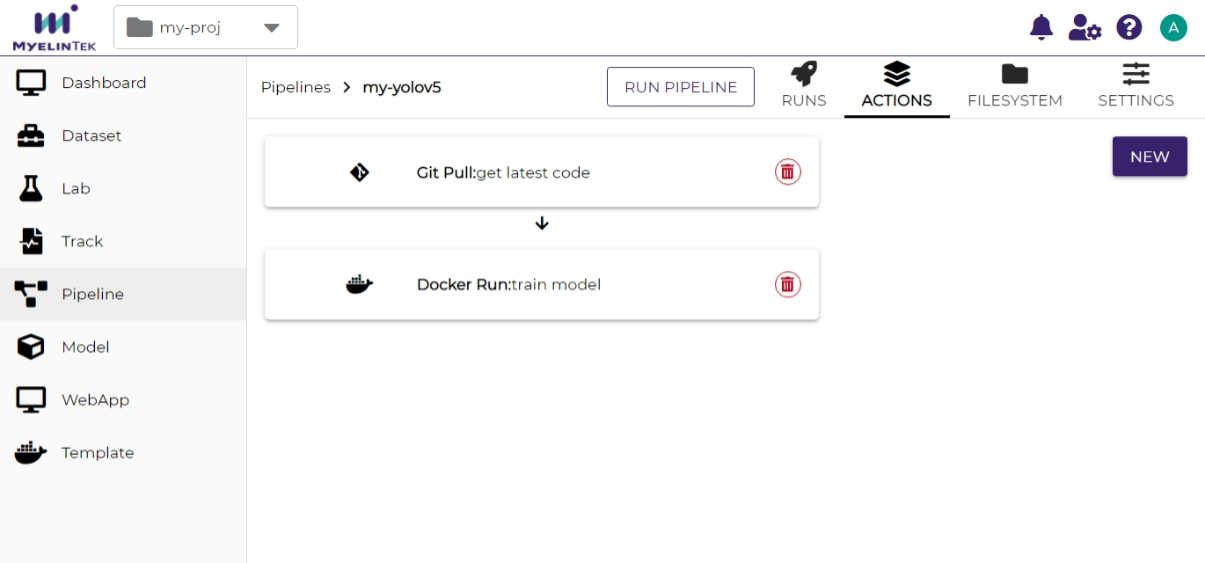 MYELINTEK
my-proj
A
Dashboard
Dataset
Lab
Track
Pipeline
Model
WebApp
Template
Pipelines > my-yolov5
RUN PIPELINE
RUNS
ACTIONS
FILESYSTEM
SETTINGS
NEW
Git Pull:get latest code
Docker Run:train model